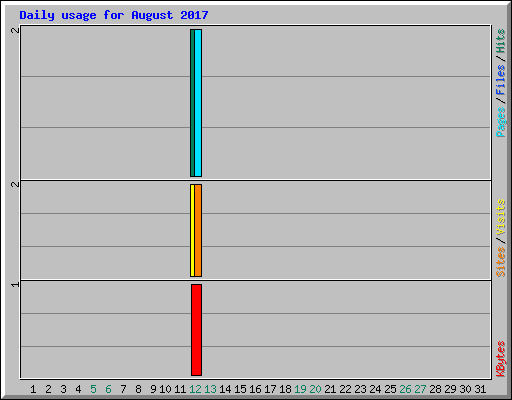 Daily usage for August 2017
2
2
1
Pages / Files / Hits
Sites / Visits
KBytes
1 2 3 4 5 6 7 8 9 10 11 12 13 14 15 16 17 18 19 20 21 22 23 24 25 26 27 28 29 30 31